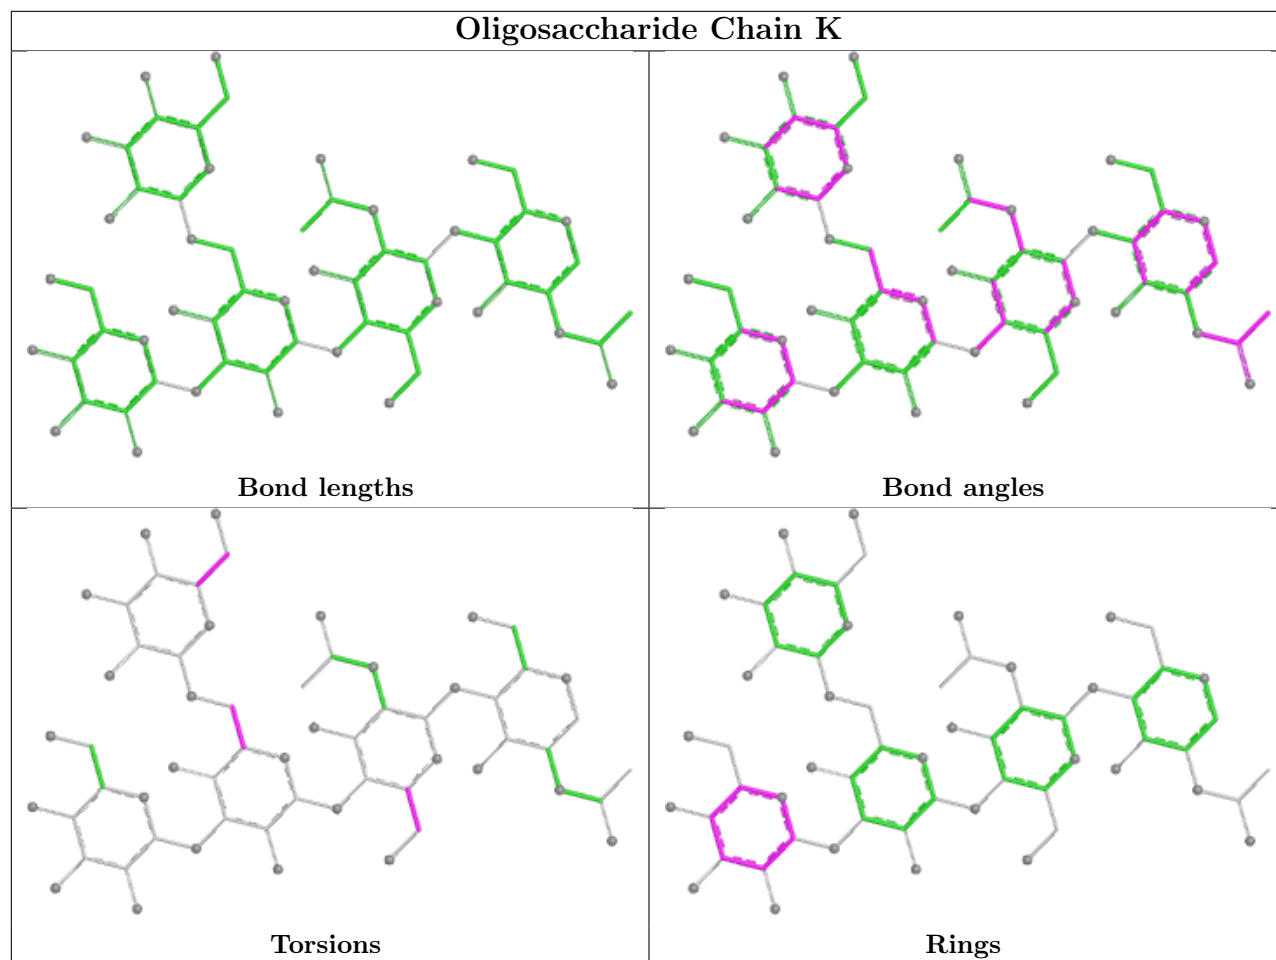 Oligosaccharide Chain K
Bond lengths
Bond angles
Torsions
Rings